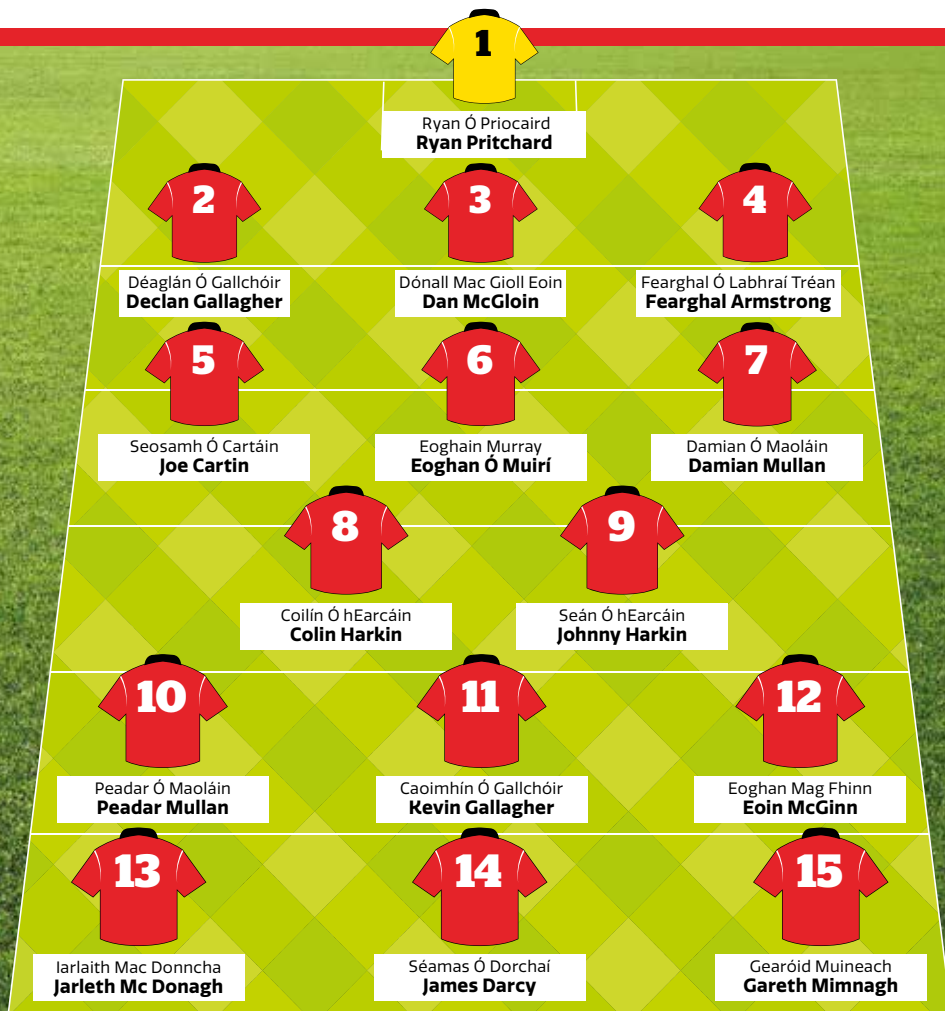 1
Ryan Ó Priocaird
Ryan Pritchard
2
Déaglán Ó Gallchóir
Declan Gallagher
3
Dónall Mac Gioll Eoin
Dan McGloin
4
Fearghal Ó Labhraí Tréan
Fearghal Armstrong
5
Seosamh Ó Cartáin
Joe Cartin
6
Eoghain Murray
Eoghan Ó Muirí
7
Damian Ó Maoláin
Damian Mullan
8
Coilín Ó hEarcáin
Colin Harkin
9
Seán Ó hEarcáin
Johnny Harkin
10
Peadar Ó Maoláin
Peadar Mullan
11
Caoimhín Ó Gallchóir
Kevin Gallagher
12
Eoghan Mag Fhinn
Eoin McGinn
13
Iarlaith Mac Donncha
Jarleth Mc Donagh
14
Séamas Ó Dorchaí
James Darcy
15
Gearóid Muineach
Gareth Mimnagh